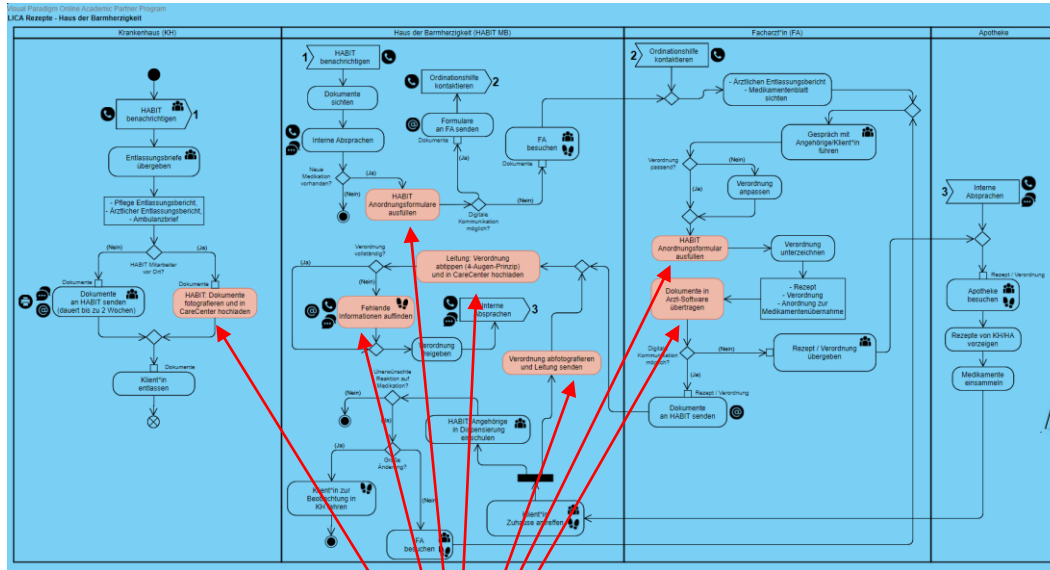 Visual Paradigm Online Academic Partner Program
LICA Rezepte - Haus der Barmherzigkeit
Krankenhaus (KH)
HABIT
benachrichtigen
1
Entlassungsbriefe
übergeben
- Pflege Entlassungsbericht,
- Ärztlicher Entlassungsbericht,
- Ambulanzbrief
(Nein)
(Ja)
HABIT Mitarbeiter
vor Ort?
Dokumente
Dokumente
Dokumente
an HABIT senden
(dauert bis zu 2 Wochen)
HABIT: Dokumente
fotografieren und in
CareCenter hochladen
Dokumente
Klient*in
entlassen
Haus der Barmherzigkeit (HABIT MB)
1
HABIT
benachrichtigen
Dokumente
sichten
Interne Absprachen
Neue
Medikation
vorhanden?
(Ja)
(Nein)
HABIT
Anordnungsformulare
ausfüllen
Ordinationshilfe
kontaktieren
2
Formulare
an FA senden
Dokumente
(Ja)
Digitale
Kommunikation
möglich?
(Nein)
FA
besuchen
Dokumente
Verordnung
vollständig?
(Ja)
(Nein)
Leitung: Verordnung
abtippen (4-Augen-Prinzip)
und in CareCenter hochladen
Fehlende
Informationen auffinden
Interne
Absprachen
3
Verordnung
freigeben
Verordnung abfotografieren
und Leitung senden
Unerwünschte
Reaktion auf
Medikation?
(Nein)
(Ja)
HABIT: Angehörige
in Dispensierung
einschulen
Große
Änderung?
(Ja)
(Nein)
Klient*in zur
Beobachtung in
KH fahren
FA
besuchen
Klient*in
Zuhause antreffen
Facharzt*in (FA)
2
Ordinationshilfe
kontaktieren
- Ärztlichen Entlassungsbericht
- Medikamentenblatt
sichten
Gespräch mit
Angehörige/Klient*in
führen
Verordnung
passend?
(Nein)
(Ja)
Verordnung
anpassen
HABIT
Anordnungsformular
ausfüllen
Verordnung
unterzeichnen
- Rezept
- Verordnung
- Anordnung zur
Medikamentenübernahme
Dokumente in
Arzt-Software
übertragen
Digitale
Kommunikation
möglich?
(Nein)
(Ja)
Rezept / Verordnung
übergeben
Rezept / Verordnung
Dokumente
an HABIT senden
Apotheke
3
Interne
Absprachen
Rezept / Verordnung
Apotheke
besuchen
Rezepte von KH/HA
vorzeigen
Medikamente
einsammeln